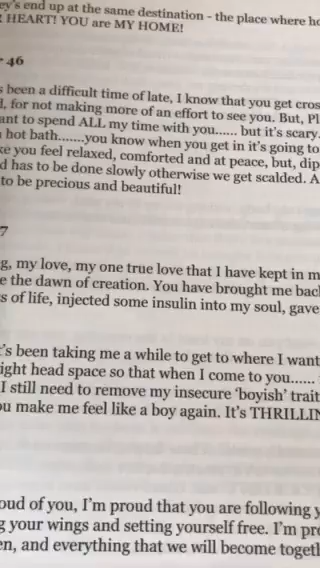 ey's end up at the same destination - the place where
HEART! YOU are MY HOME!
- 46
been a difficult time of late, I know that you get
for not making more of an effort to see you. But,
to spend ALL my time with you...... but it's scary.
hot bath.......you know when you get in it's going to
you feel relaxed, comforted and at peace, but, dip
has to be done slowly otherwise we get scalded. A
to be precious and beautiful!
7
g, my love, my one true love that I have kept in m
the dawn of creation. You have brought me
s of life, injected some insulin into my soul, gave
's been taking me a while to get to where I want
ight head space so that when I come to you......
I still need to remove my insecure 'boyish' trait
ou make me feel like a boy again. It's THRILLIN
oud of you, I'm proud that you are following y
g your wings and setting yourself free. I'm pr
en, and everything that we will become togeth